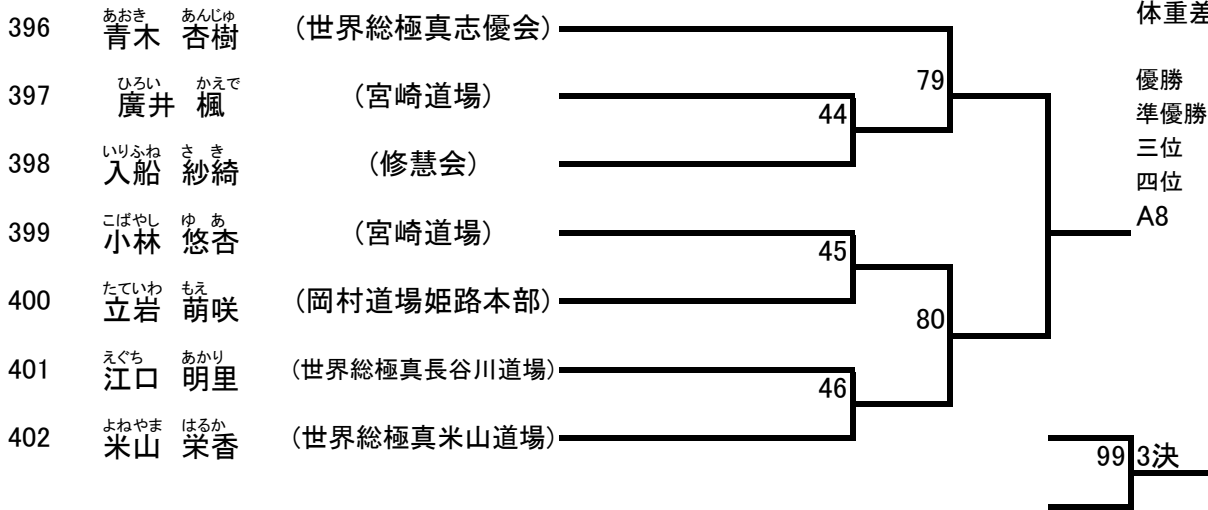 体重差
396 青木 杏樹 (世界総極真志優会)
あおき あんじゅ
79
397 廣井 楓 (宮崎道場)
ひろい かえで
44
優勝
準優勝
398 入船 紗綺 (修慧会)
いりふね さき
三位
四位
399 小林 悠杏 (宮崎道場)
こばやし ゆあ
45
A8
400 立岩 萌咲 (岡村道場姫路本部)
たていわ もえ
80
401 江口 明里 (世界総極真長谷川道場)
えぐち あかり
46
402 米山 栄香 (世界総極真米山道場)
よねやま はるか
99 3決